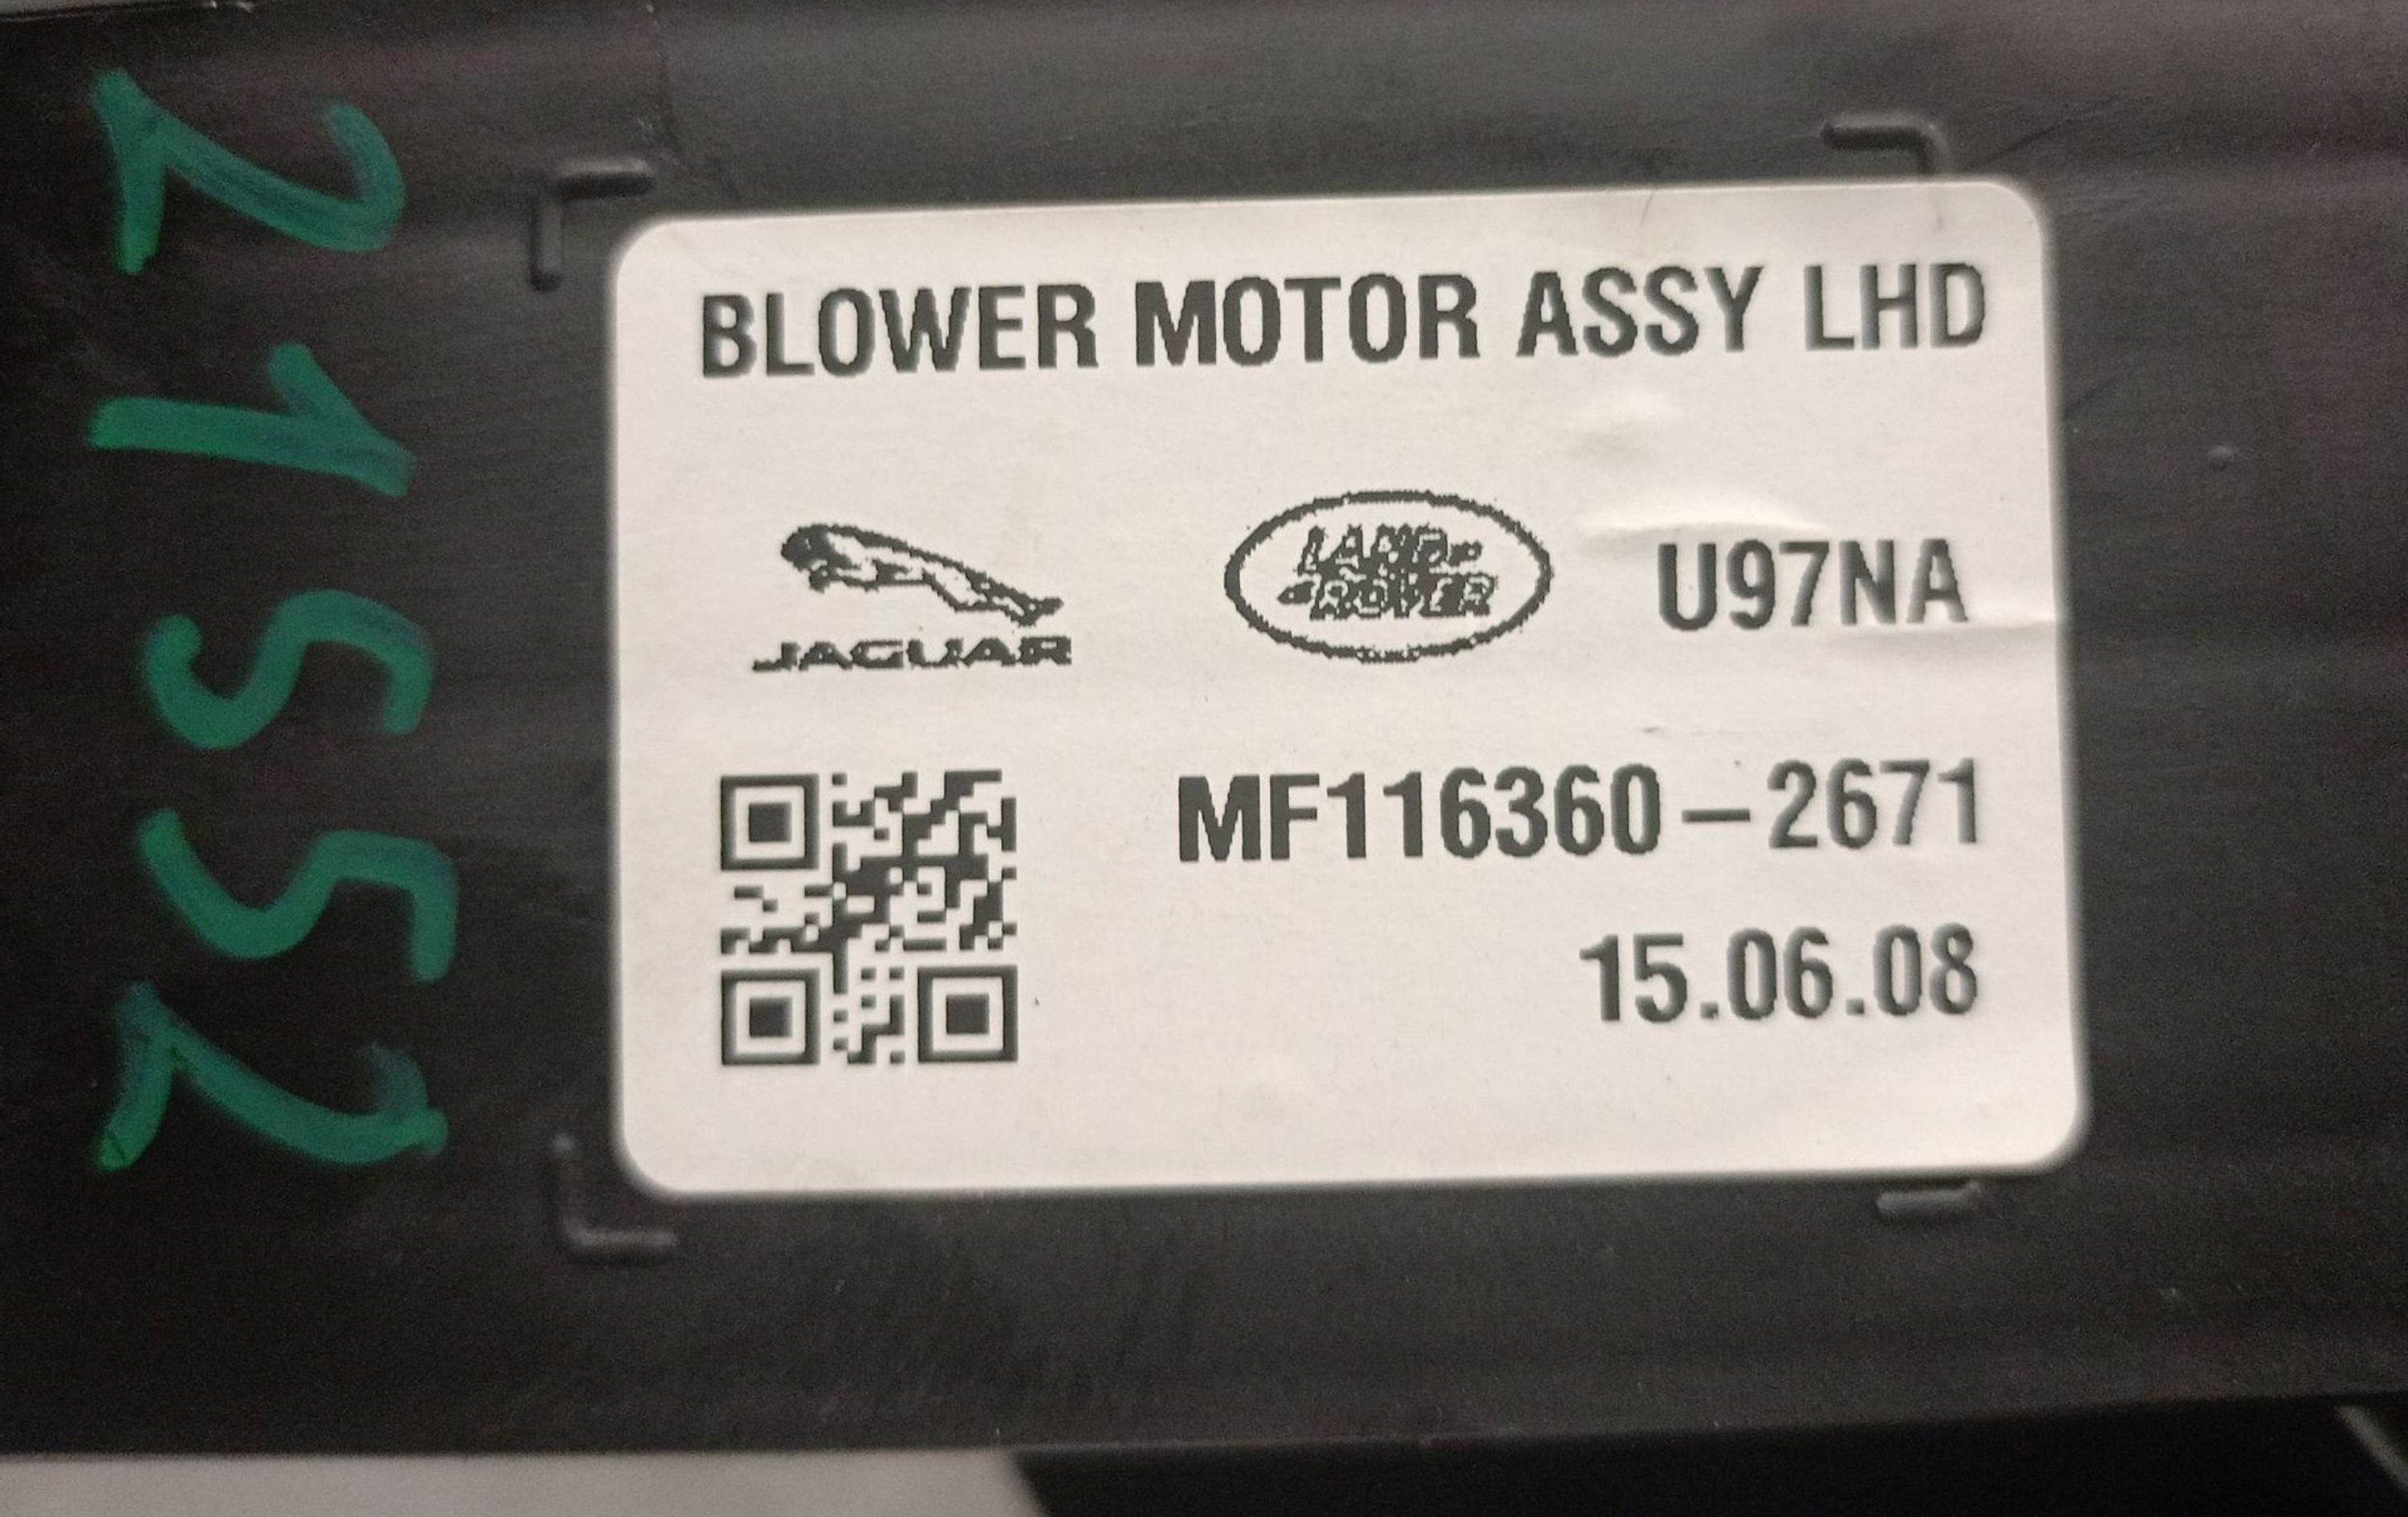 21552
BLOWER MOTOR ASSY LHD
JAGUAR
LAND
ROVER
U97NA
MF116360-2671
15.06.08